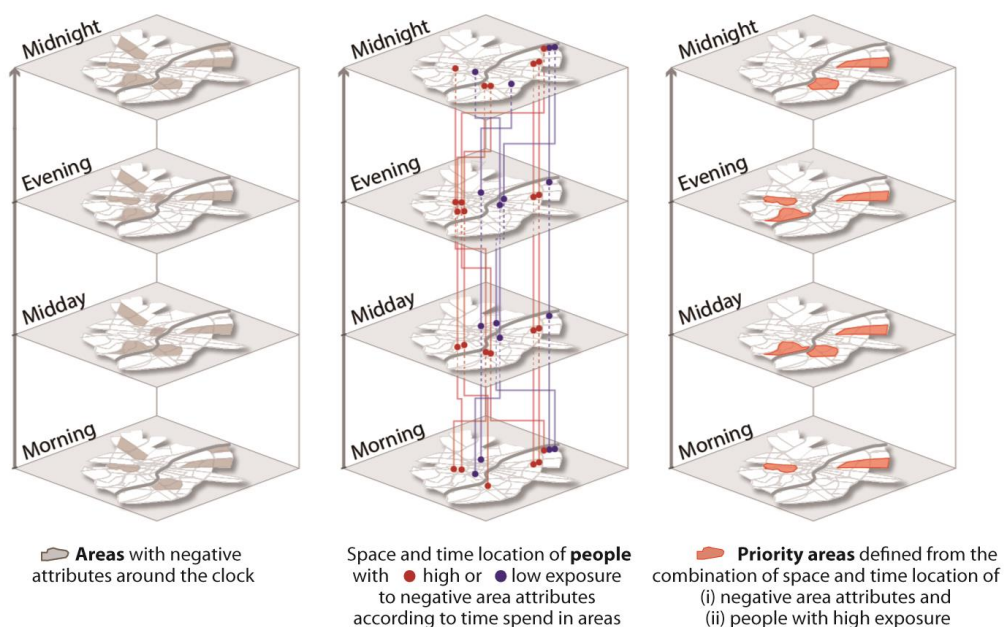 Midnight
Evening
Midday
Morning
Areas with negative
attributes around the clock
Midnight
Evening
Midday
Morning
Space and time location of people
with high or low exposure
to negative area attributes
according to time spend in areas
Midnight
Evening
Midday
Morning
Priority areas defined from the
combination of space and time location of
(i) negative area attributes and
(ii) people with high exposure